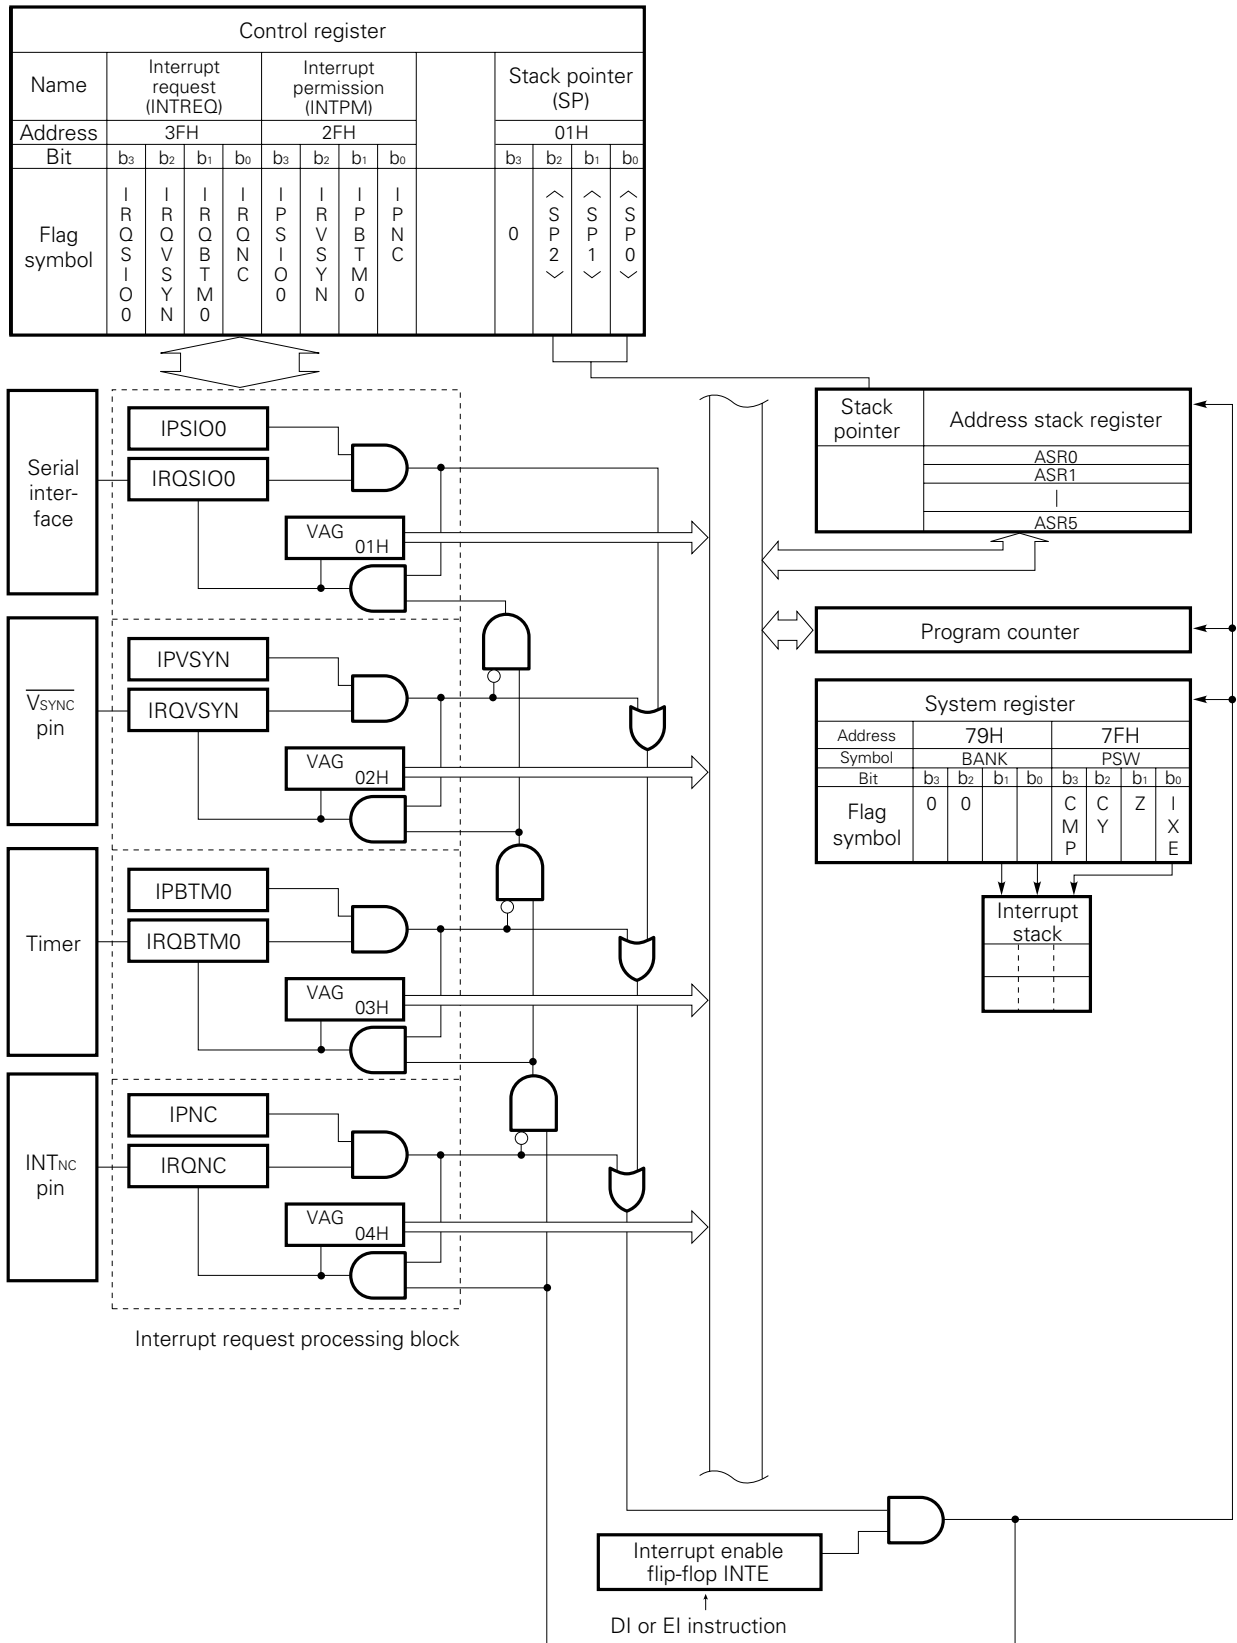 Control register
Name
Interrupt
request
(INTREQ)
Interrupt
permission
(INTPM)
Stack pointer
(SP)
Address
3FH
2FH
01H
Bit
b3 b2 b1 b0 b3 b2 b1 b0 b3 b2 b1 b0
Flag
symbol
IRQSIO0
IRQVSYN
IRQBTM0
IRQNC
IPSIO0
IRVSYN
IPBTM0
IPNC
0
〈SP2〉
〈SP1〉
〈SP0〉
Serial
inter-
face
IPSIO0
IRQSIO0
VAG
01H
VSYNC
pin
IPVSYN
IRQVSYN
VAG
02H
Timer
IPBTM0
IRQBTM0
VAG
03H
INTNC
pin
IPNC
IRQNC
VAG
04H
Interrupt request processing block
Stack
pointer
Address stack register
ASR0
ASR1
|
ASR5
Program counter
System register
Address 79H 7FH
Symbol BANK PSW
Bit b3 b2 b1 b0 b3 b2 b1 b0
Flag
symbol
0 0
CMP
CY
Z
IXE
Interrupt
stack
Interrupt enable
flip-flop INTE
DI or EI instruction